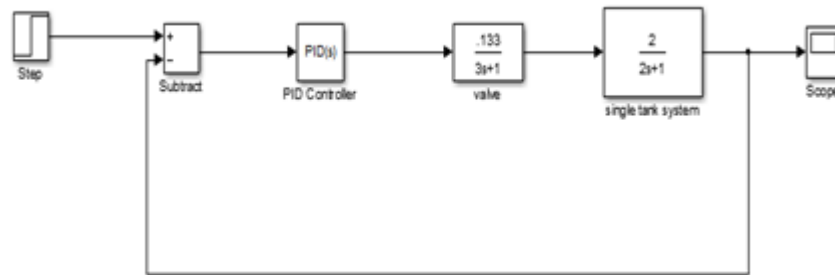 Step
+
−
Subtract
PID(s)
PID Controller
.133
3s+1
valve
2
2s+1
single tank system
Scope